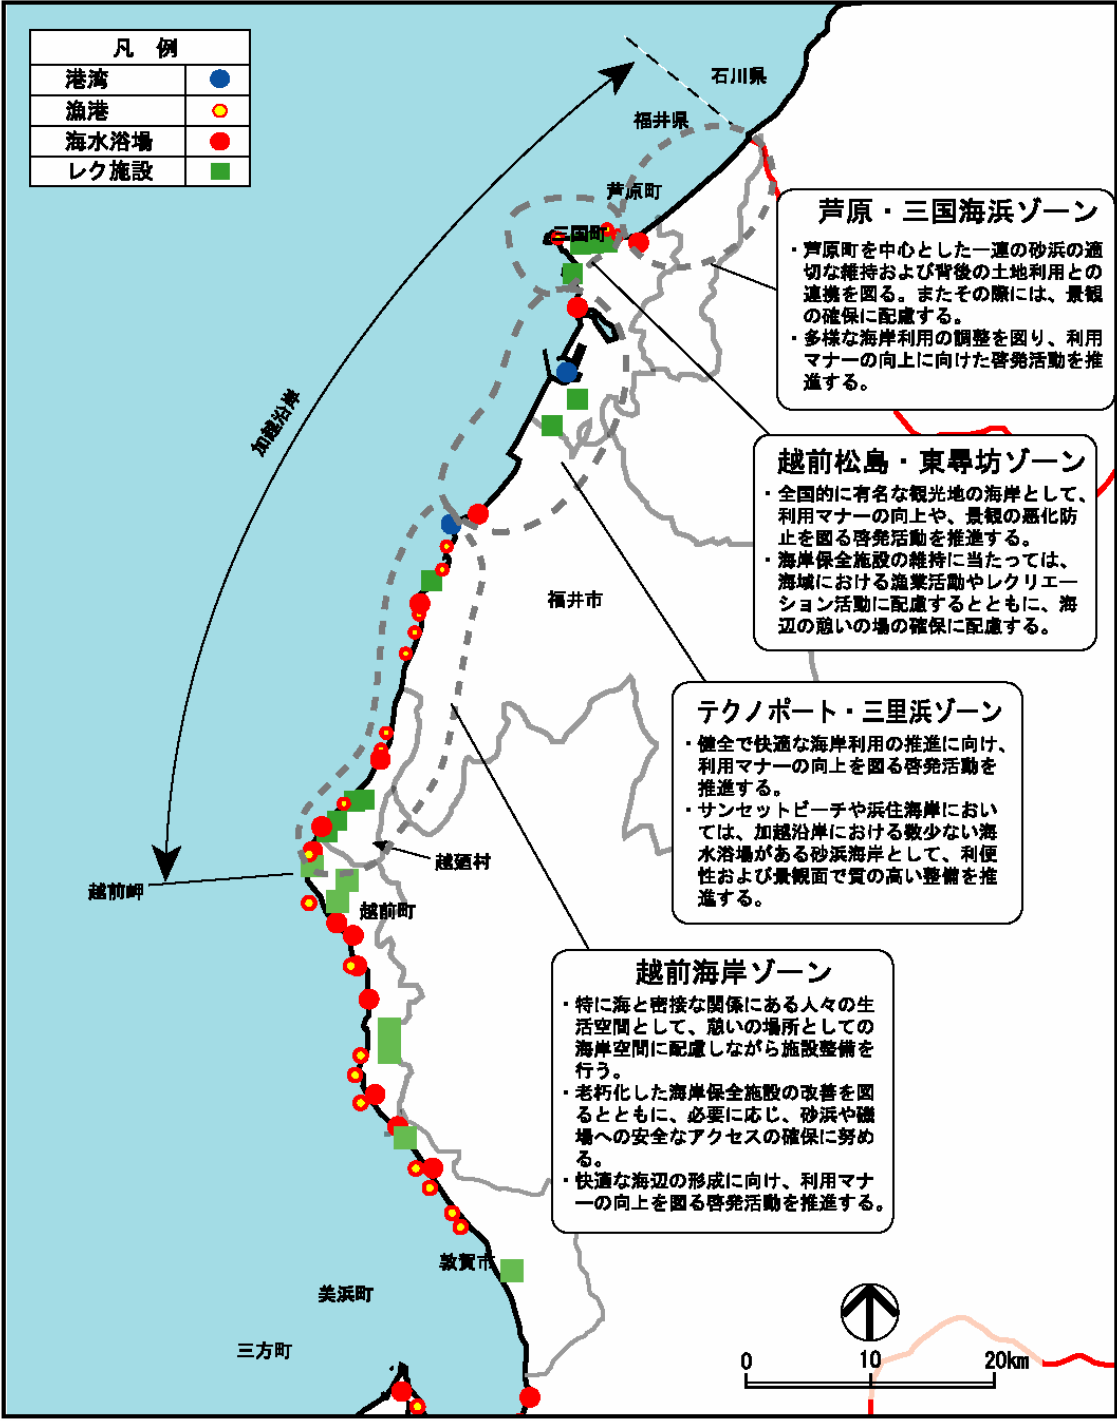 凡 例
港湾
漁港
海水浴場
レク施設
石川県
福井県
芦原町
三国町
加越沿岸
芦原・三国海浜ゾーン
・芦原町を中心とした一連の砂浜の適
切な維持および背後の土地利用との
連携を図る。またその際には、景観
の確保に配慮する。
・多様な海岸利用の調整を図り、利用
マナーの向上に向けた啓発活動を推
進する。
越前松島・東尋坊ゾーン
・全国的に有名な観光地の海岸として、
利用マナーの向上や、景観の悪化防
止を図る啓発活動を推進する。
・海岸保全施設の維持に当たっては、
海域における漁業活動やレクリエー
ション活動に配慮するとともに、海
辺の憩いの場の確保に配慮する。
福井市
テクノポート・三里浜ゾーン
・健全で快適な海岸利用の推進に向け、
利用マナーの向上を図る啓発活動を
推進する。
・サンセットビーチや浜住海岸におい
ては、加越沿岸における数少ない海
水浴場がある砂浜海岸として、利便
性および景観面で質の高い整備を推
進する。
越廼村
越前岬
越前町
越前海岸ゾーン
・特に海と密接な関係にある人々の生
活空間として、憩いの場所としての
海岸空間に配慮しながら施設整備を
行う。
・老朽化した海岸保全施設の改善を図
るとともに、必要に応じ、砂浜や磯
場への安全なアクセスの確保に努め
る。
・快適な海辺の形成に向け、利用マナ
ーの向上を図る啓発活動を推進する。
敦賀市
美浜町
三方町
0 10 20km